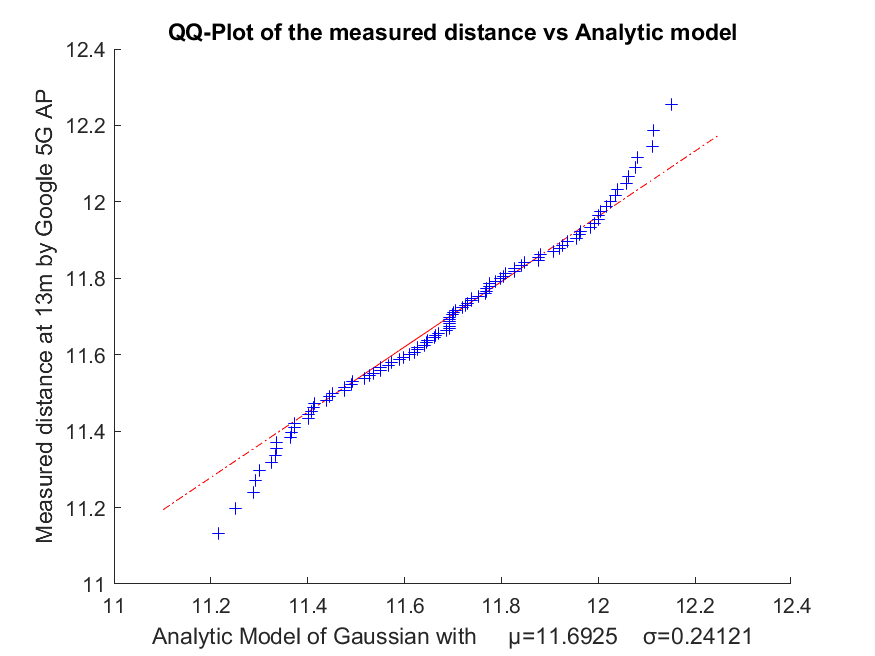 QQ-Plot of the measured distance vs Analytic model
12.4
12.2
12
11.8
11.6
11.4
11.2
11
Measured distance at 13m by Google 5G AP
11 11.2 11.4 11.6 11.8 12 12.2 12.4
Analytic Model of Gaussian with μ=11.6925 σ=0.24121